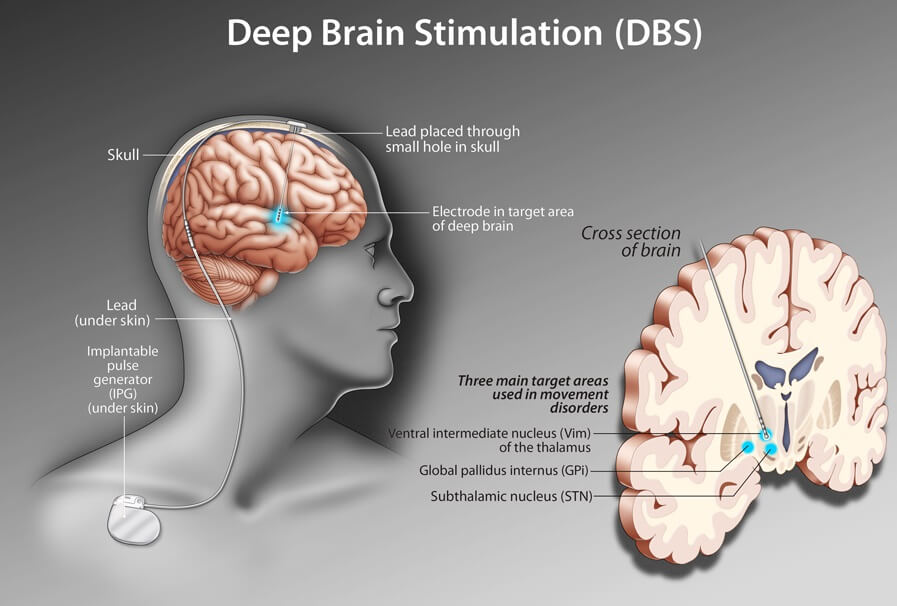 Deep Brain Stimulation (DBS)
Lead placed through
small hole in skull
Skull
Electrode in target area
of deep brain
Cross section
of brain
Lead
(under skin)
Implantable
pulse
generator
(IPG)
(under skin)
Three main target areas
used in movement
disorders
Ventral intermediate nucleus (Vim)
of the thalamus
Global pallidus internus (GPi)
Subthalamic nucleus (STN)